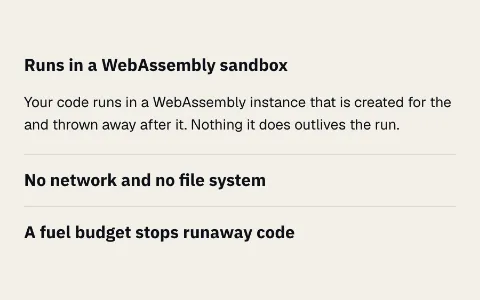 Runs in a WebAssembly sandbox
Your code runs in a WebAssembly instance that is created for the
and thrown away after it. Nothing it does outlives the run.
No network and no file system
A fuel budget stops runaway code